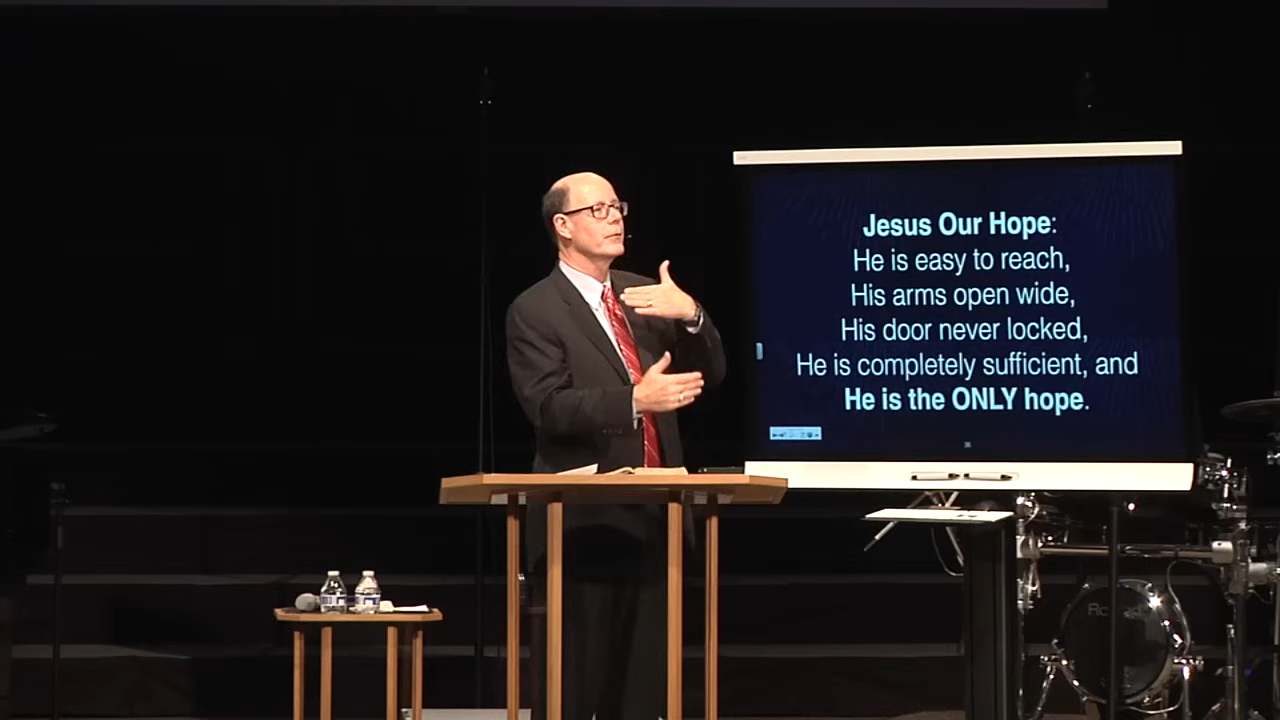 Jesus Our Hope:
He is easy to reach,
His arms open wide,
His door never locked,
He is completely sufficient, and
He is the ONLY hope.